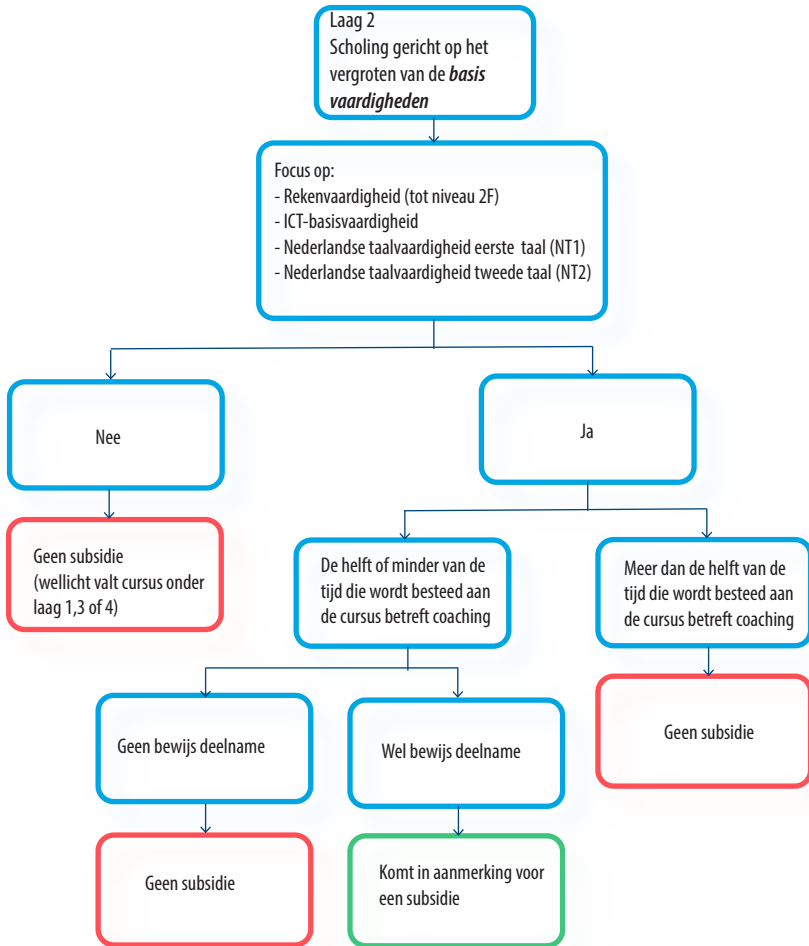 Laag 2
Scholing gericht op het
vergroten van de basis
vaardigheden
Focus op:
- Rekenvaardigheid (tot niveau 2F)
- ICT-basisvaardigheid
- Nederlandse taalvaardigheid eerste taal (NT1)
- Nederlandse taalvaardigheid tweede taal (NT2)
Nee
Ja
Geen subsidie
(wellicht valt cursus onder
laag 1,3 of 4)
De helft of minder van de
tijd die wordt besteed aan
de cursus betreft coaching
Meer dan de helft van de
tijd die wordt besteed aan
de cursus betreft coaching
Geen bewijs deelname
Wel bewijs deelname
Geen subsidie
Geen subsidie
Komt in aanmerking voor
een subsidie